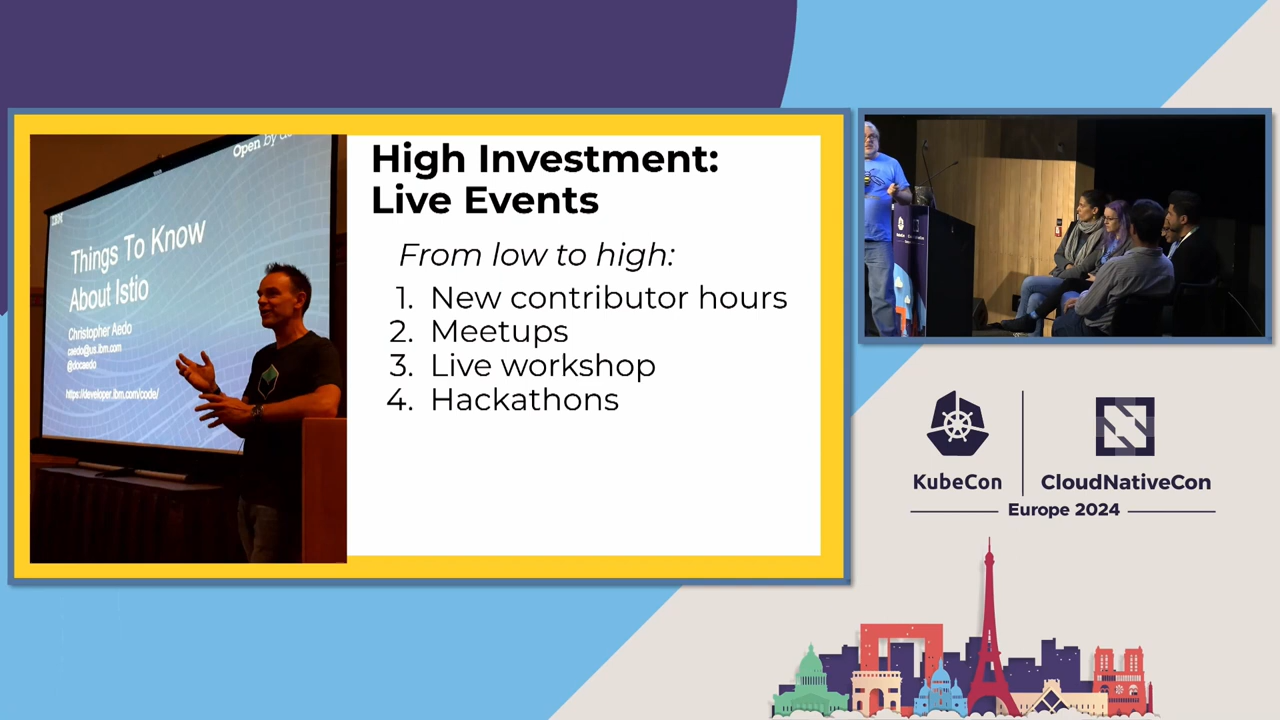 High Investment:
Live Events
From low to high:
1. New contributor hours
2. Meetups
3. Live workshop
4. Hackathons
Open by
IBM
Things To Know
About Istio
Christopher Aedo
caedo@us.ibm.com
@docaedo
https://developer.ibm.com/code/
KubeCon
CloudNativeCon
Europe 2024